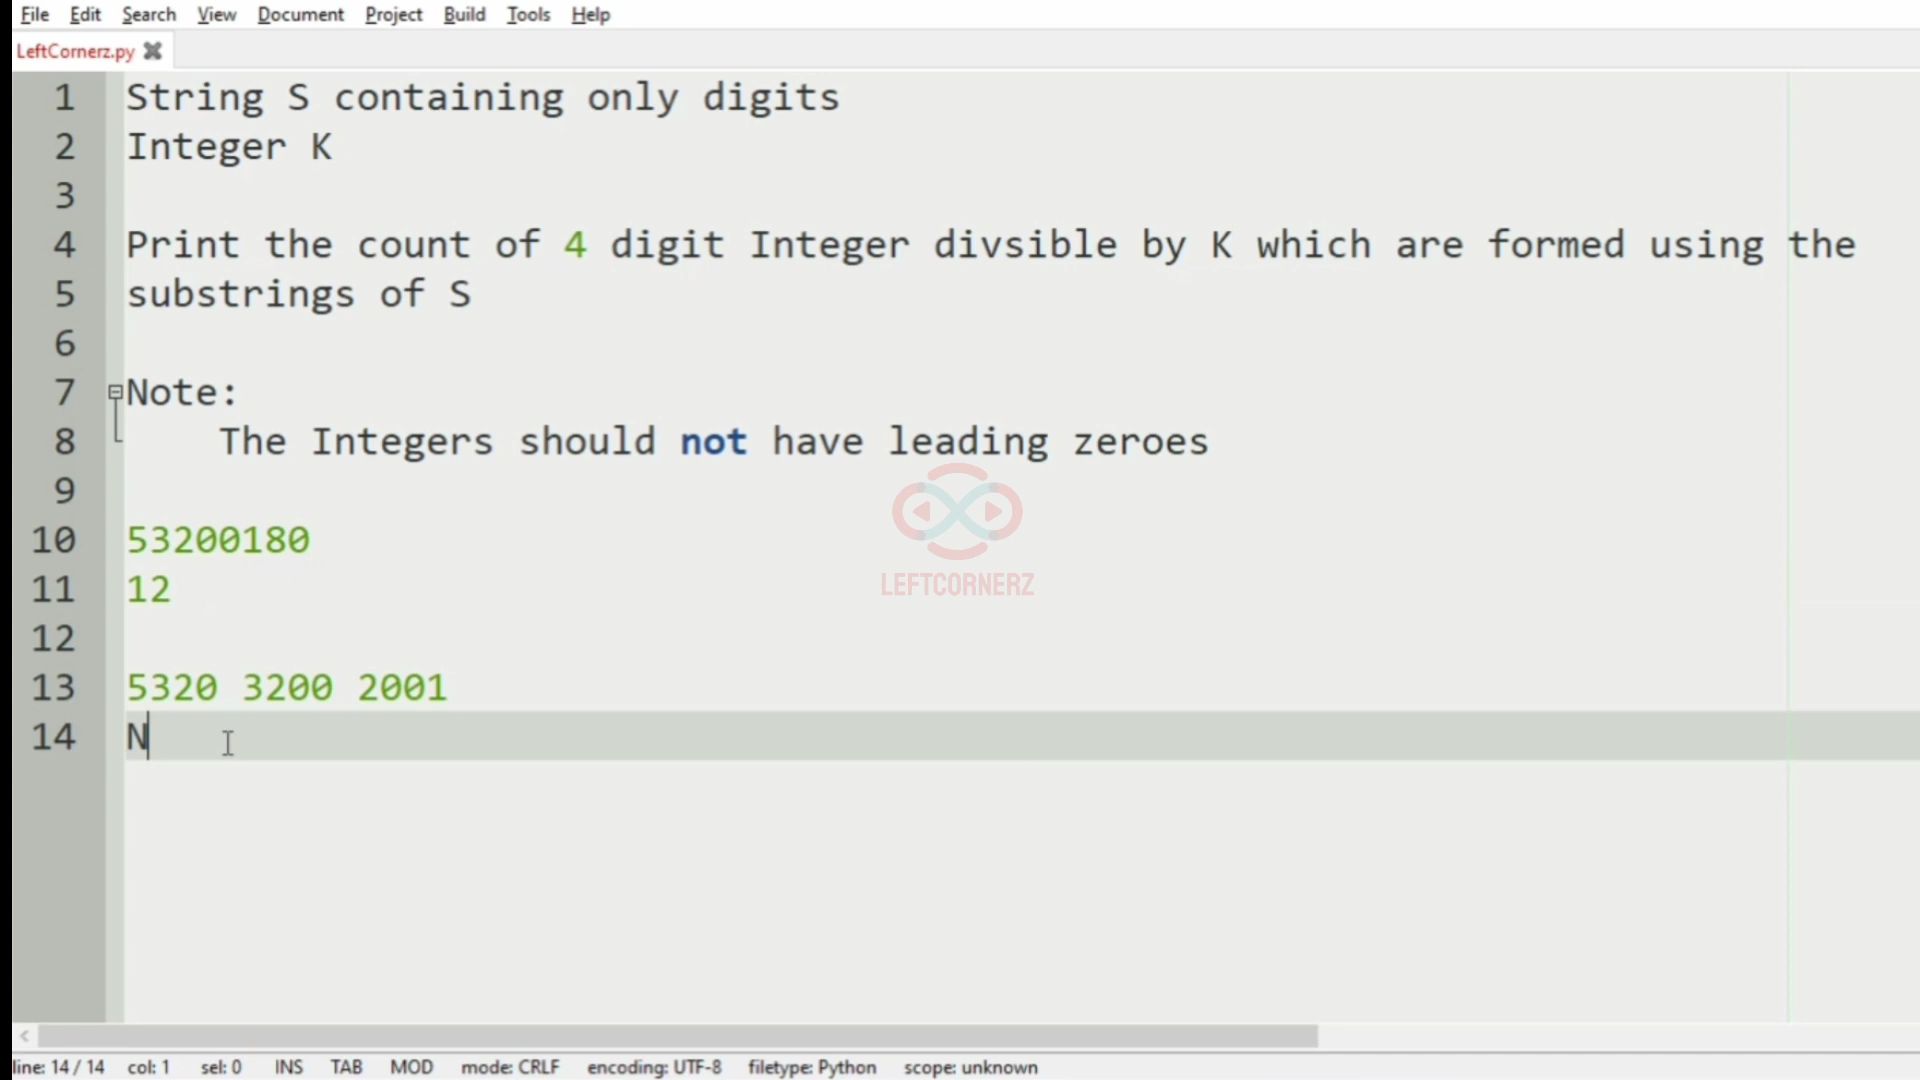 File Edit Search View Document Project Build Tools Help
LeftCornerz.py
1 String S containing only digits
2 Integer K
3
4 Print the count of 4 digit Integer divsible by K which are formed using the
5 substrings of S
6
7 Note:
8 The Integers should not have leading zeroes
9
10 53200180
11 12
12
13 5320 3200 2001
14 N
LEFTCORNERZ
line: 14 / 14 col: 1 sel: 0 INS TAB MOD mode: CRLF encoding: UTF-8 filetype: Python scope: unknown